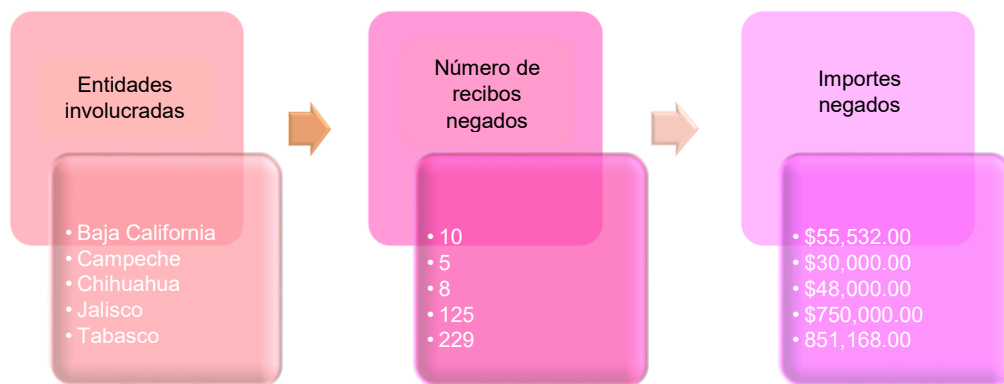 Entidades
involucradas
• Baja California
• Campeche
• Chihuahua
• Jalisco
• Tabasco
Número de
recibos
negados
• 10
• 5
• 8
• 125
• 229
Importes
negados
• $55,532.00
• $30,000.00
• $48,000.00
• $750,000.00
• 851,168.00